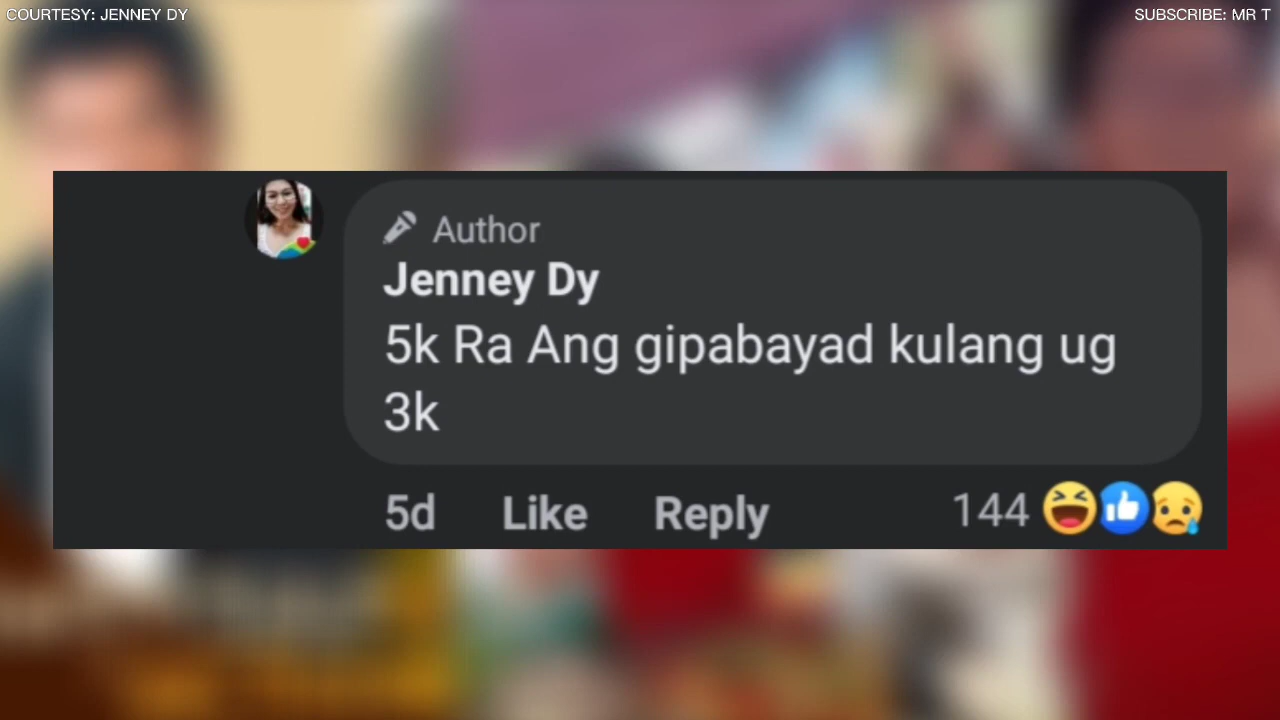 COURTESY: JENNEY DY
SUBSCRIBE: MR T
Author
Jenney Dy
5k Ra Ang gipabayad kulang ug
3k
5d Like Reply 144